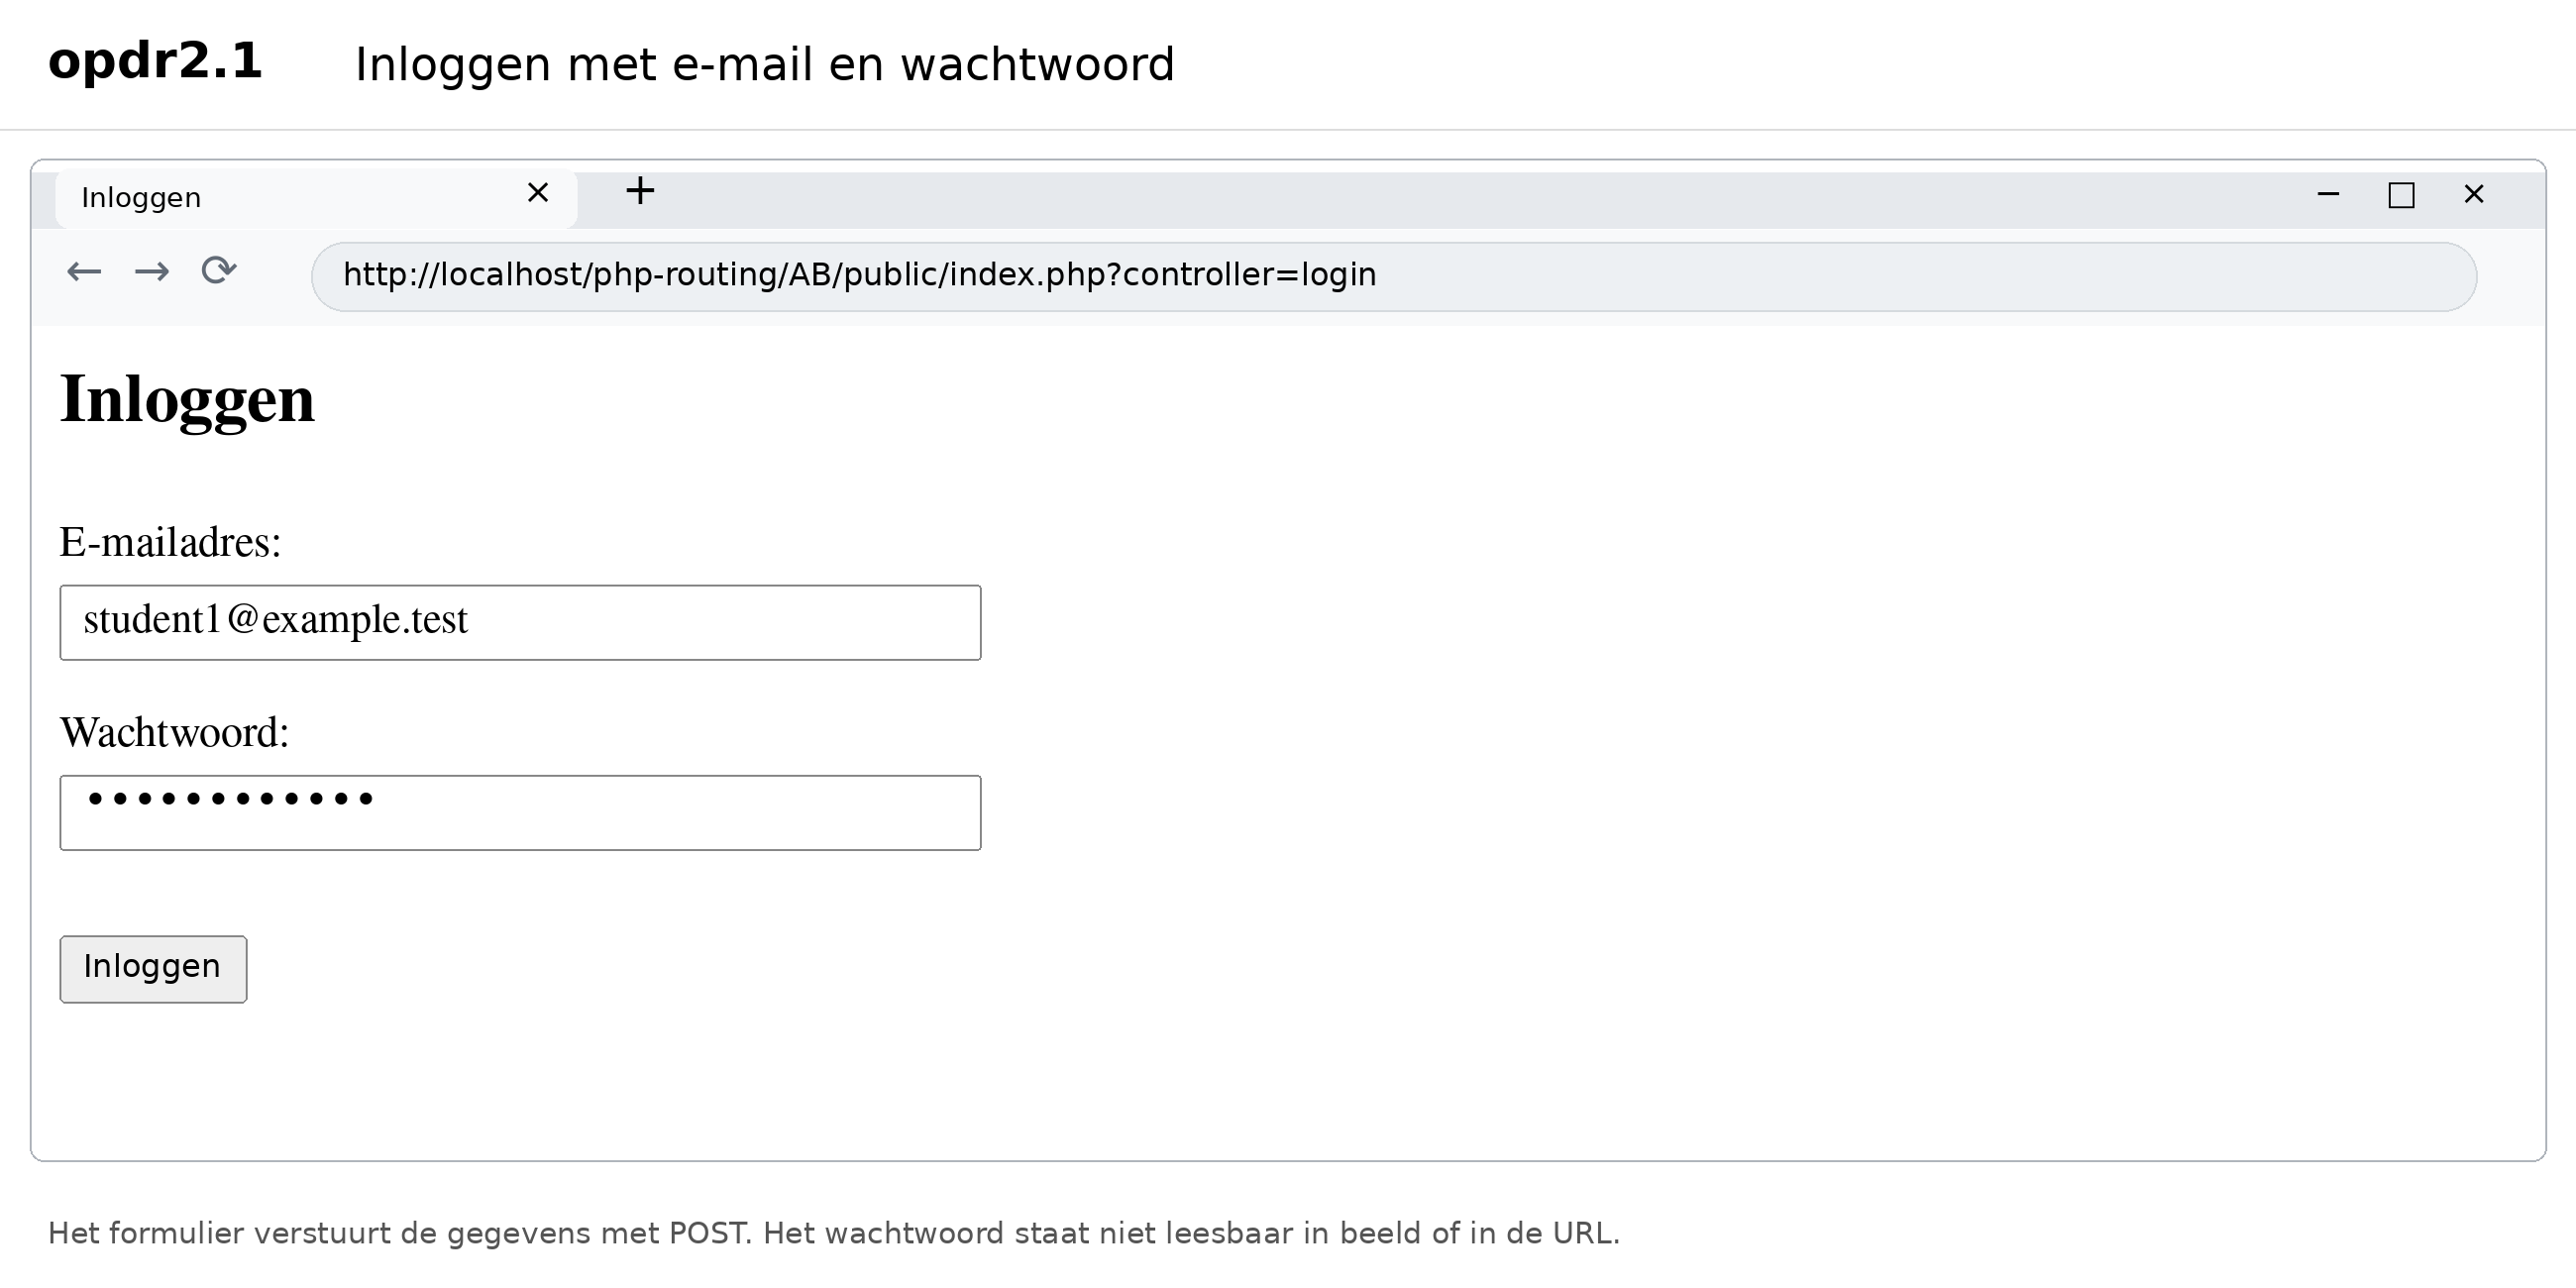 opdr2.1 Inloggen met e-mail en wachtwoord
Inloggen × +
http://localhost/php-routing/AB/public/index.php?controller=login
Inloggen
E-mailadres:
student1@example.test
Wachtwoord:
••••••••••••
Inloggen
Het formulier verstuurt de gegevens met POST. Het wachtwoord staat niet leesbaar in beeld of in de URL.